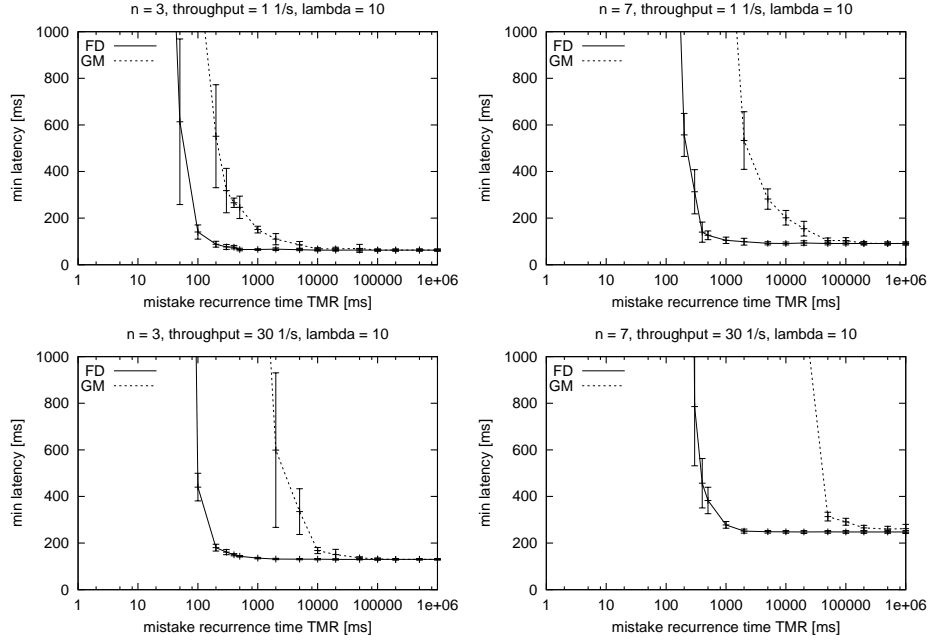 n = 3, throughput = 1 1/s, lambda = 10
1000
800
600
400
200
0
min latency [ms]
FD
GM
1 10 100 1000 10000 100000 1e+06
mistake recurrence time TMR [ms]
n = 7, throughput = 1 1/s, lambda = 10
1000
800
600
400
200
0
min latency [ms]
FD
GM
1 10 100 1000 10000 100000 1e+06
mistake recurrence time TMR [ms]
n = 3, throughput = 30 1/s, lambda = 10
1000
800
600
400
200
0
min latency [ms]
FD
GM
1 10 100 1000 10000 100000 1e+06
mistake recurrence time TMR [ms]
n = 7, throughput = 30 1/s, lambda = 10
1000
800
600
400
200
0
min latency [ms]
FD
GM
1 10 100 1000 10000 100000 1e+06
mistake recurrence time TMR [ms]